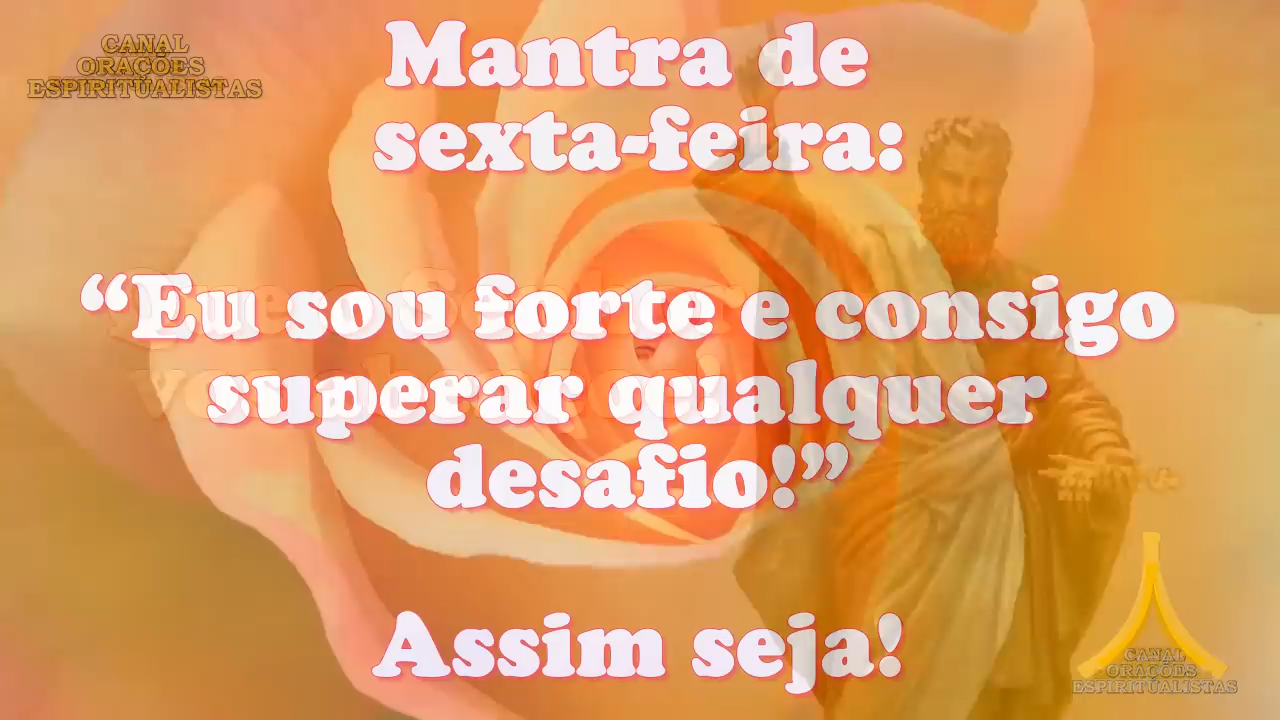 CANAL
ORAÇÕES
ESPIRITUALISTAS
Mantra de
sexta-feira:
“Eu sou forte e consigo
superar qualquer
desafio!”
Assim seja!
CANAL
ORAÇÕES
ESPIRITUALISTAS